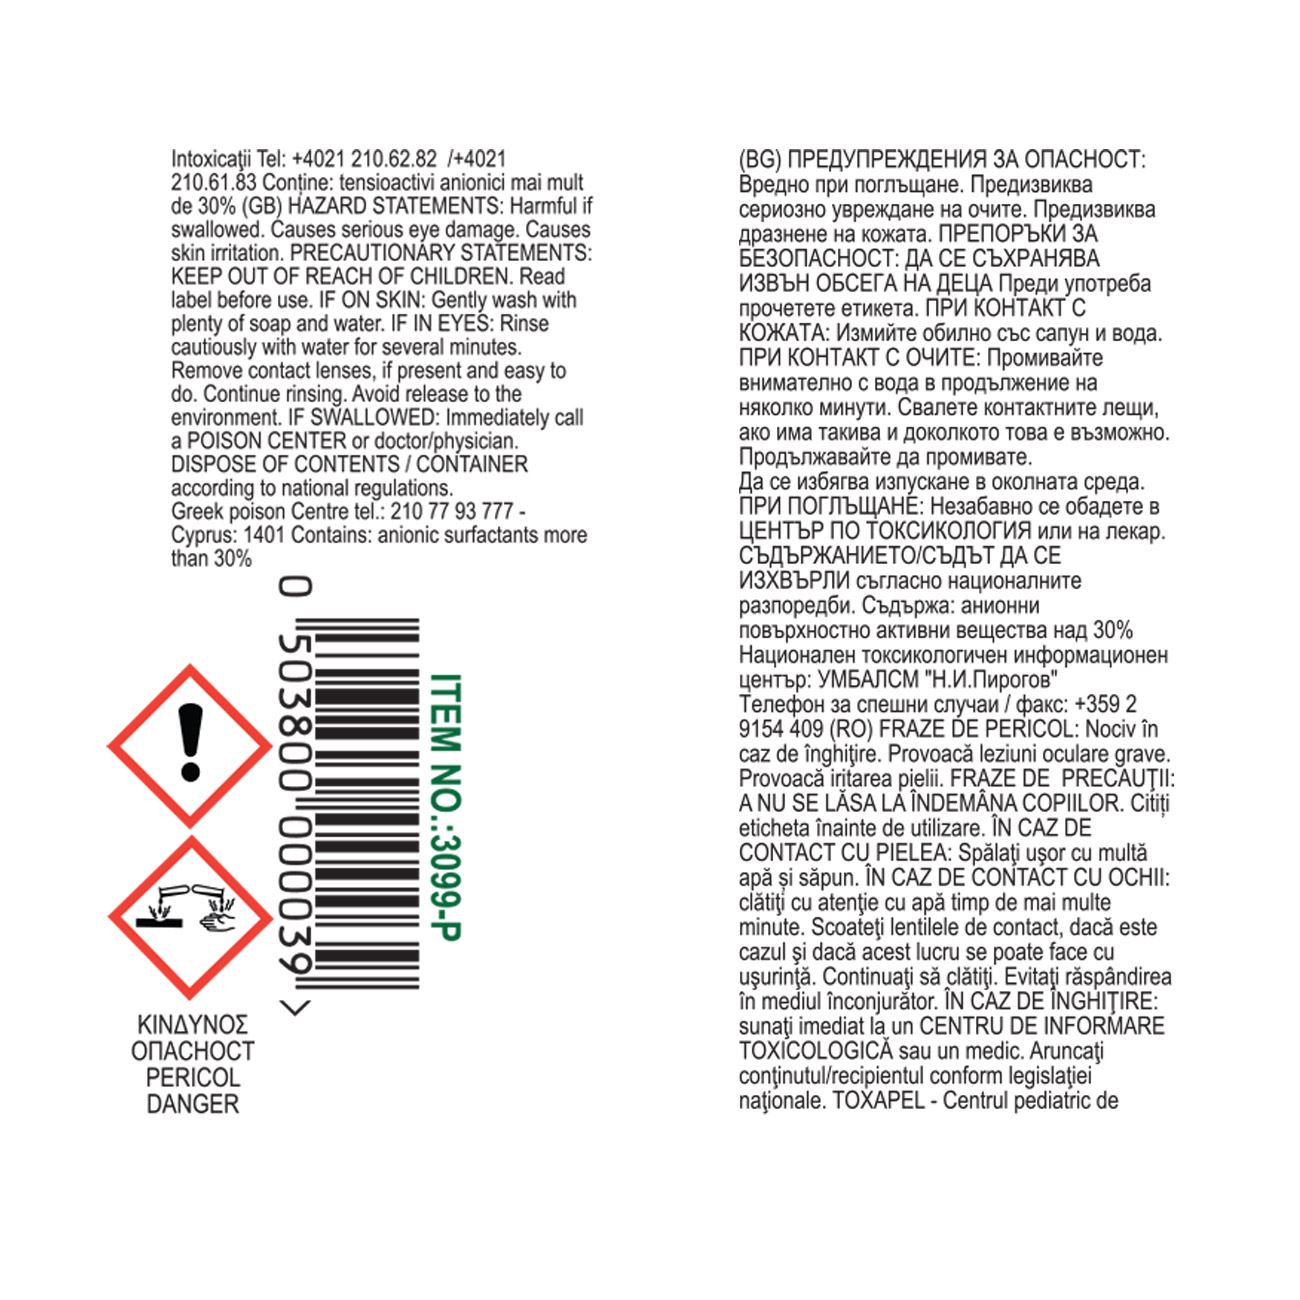 Intoxicaţii Tel: +4021 210.62.82  /+4021
210.61.83 Conține: tensioactivi anionici mai mult
de 30% (GB) HAZARD STATEMENTS: Harmful if
swallowed. Causes serious eye damage. Causes
skin irritation. PRECAUTIONARY STATEMENTS:
KEEP OUT OF REACH OF CHILDREN. Read
label before use. IF ON SKIN: Gently wash with
plenty of soap and water. IF IN EYES: Rinse
cautiously with water for several minutes.
Remove contact lenses, if present and easy to
do. Continue rinsing. Avoid release to the
environment. IF SWALLOWED: Immediately call
a POISON CENTER or doctor/physician.
DISPOSE OF CONTENTS / CONTAINER
according to national regulations.
Greek poison Centre tel.: 210 77 93 777 -
Cyprus: 1401 Contains: anionic surfactants more
than 30%
0 503800 000039 >
ITEM NO.:3099-P
ΚΙΝΔΥΝΟΣ
ОПАСНОСТ
PERICOL
DANGER
(BG) ПРЕДУПРЕЖДЕНИЯ ЗА ОПАСНОСТ:
Вредно при поглъщане. Предизвиква
сериозно увреждане на очите. Предизвиква
дразнене на кожата. ПРЕПОРЪКИ ЗА
БЕЗОПАСНОСТ: ДА СЕ СЪХРАНЯВА
ИЗВЪН ОБСЕГА НА ДЕЦА Преди употреба
прочетете етикета. ПРИ КОНТАКТ С
КОЖАТА: Измийте обилно със сапун и вода.
ПРИ КОНТАКТ С ОЧИТЕ: Промивайте
внимателно с вода в продължение на
няколко минути. Свалете контактните лещи,
ако има такива и доколкото това е възможно.
Продължавайте да промивате.
Да се избягва изпускане в околната среда.
ПРИ ПОГЛЪЩАНЕ: Незабавно се обадете в
ЦЕНТЪР ПО ТОКСИКОЛОГИЯ или на лекар.
СЪДЪРЖАНИЕТО/СЪДЪТ ДА СЕ
ИЗХВЪРЛИ съгласно националните
разпоредби. Съдържа: анионни
повърхностно активни вещества над 30%
Национален токсикологичен информационен
център: УМБАЛСМ "Н.И.Пирогов"
Телефон за спешни случаи / факс: +359 2
9154 409 (RO) FRAZE DE PERICOL: Nociv în
caz de înghiţire. Provoacă leziuni oculare grave.
Provoacă iritarea pielii. FRAZE DE  PRECAUŢII:
A NU SE LĂSA LA ÎNDEMÂNA COPIILOR. Citiți
eticheta înainte de utilizare. ÎN CAZ DE
CONTACT CU PIELEA: Spălaţi uşor cu multă
apă și săpun. ÎN CAZ DE CONTACT CU OCHII:
clătiţi cu atenţie cu apă timp de mai multe
minute. Scoateţi lentilele de contact, dacă este
cazul şi dacă acest lucru se poate face cu
uşurinţă. Continuaţi să clătiţi. Evitaţi răspândirea
în mediul înconjurător. ÎN CAZ DE ÎNGHIŢIRE:
sunaţi imediat la un CENTRU DE INFORMARE
TOXICOLOGICĂ sau un medic. Aruncaţi
conţinutul/recipientul conform legislaţiei
naţionale. TOXAPEL - Centrul pediatric de